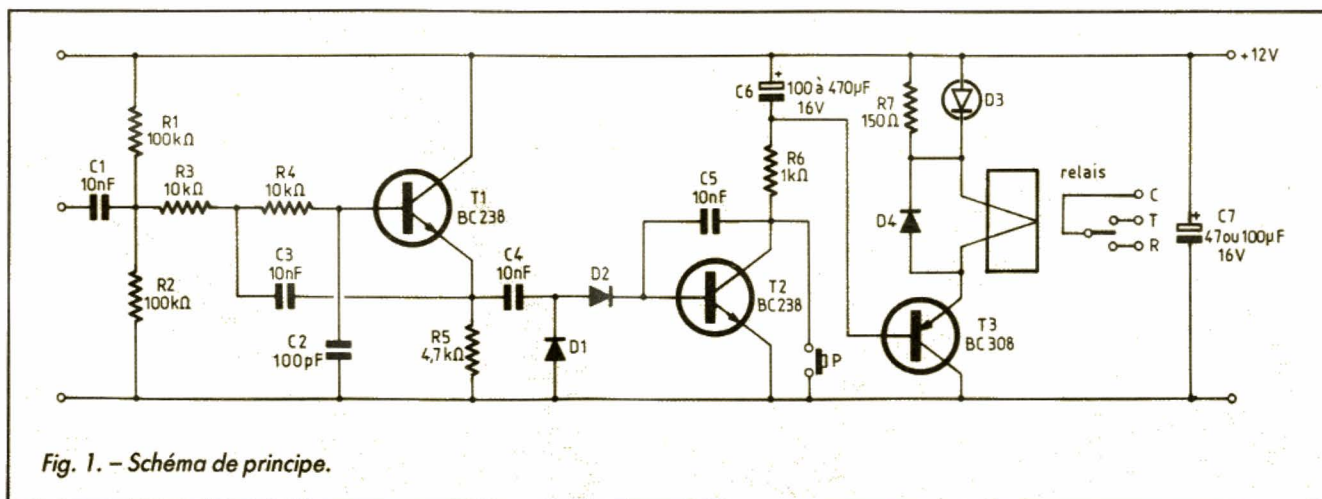 +12V
R1
100kΩ
C1
10nF
R3
10kΩ
R4
10kΩ
T1
BC238
C3
10nF
R2
100kΩ
C2
100pF
R5
4,7kΩ
C4
10nF
D1
D2
C5
10nF
T2
BC238
C6
+
100 à 470µF
16V
R6
1kΩ
P
R7
150Ω
D3
D4
relais
C
T
R
T3
BC308
+
C7
47 ou 100µF
16V
Fig. 1. – Schéma de principe.